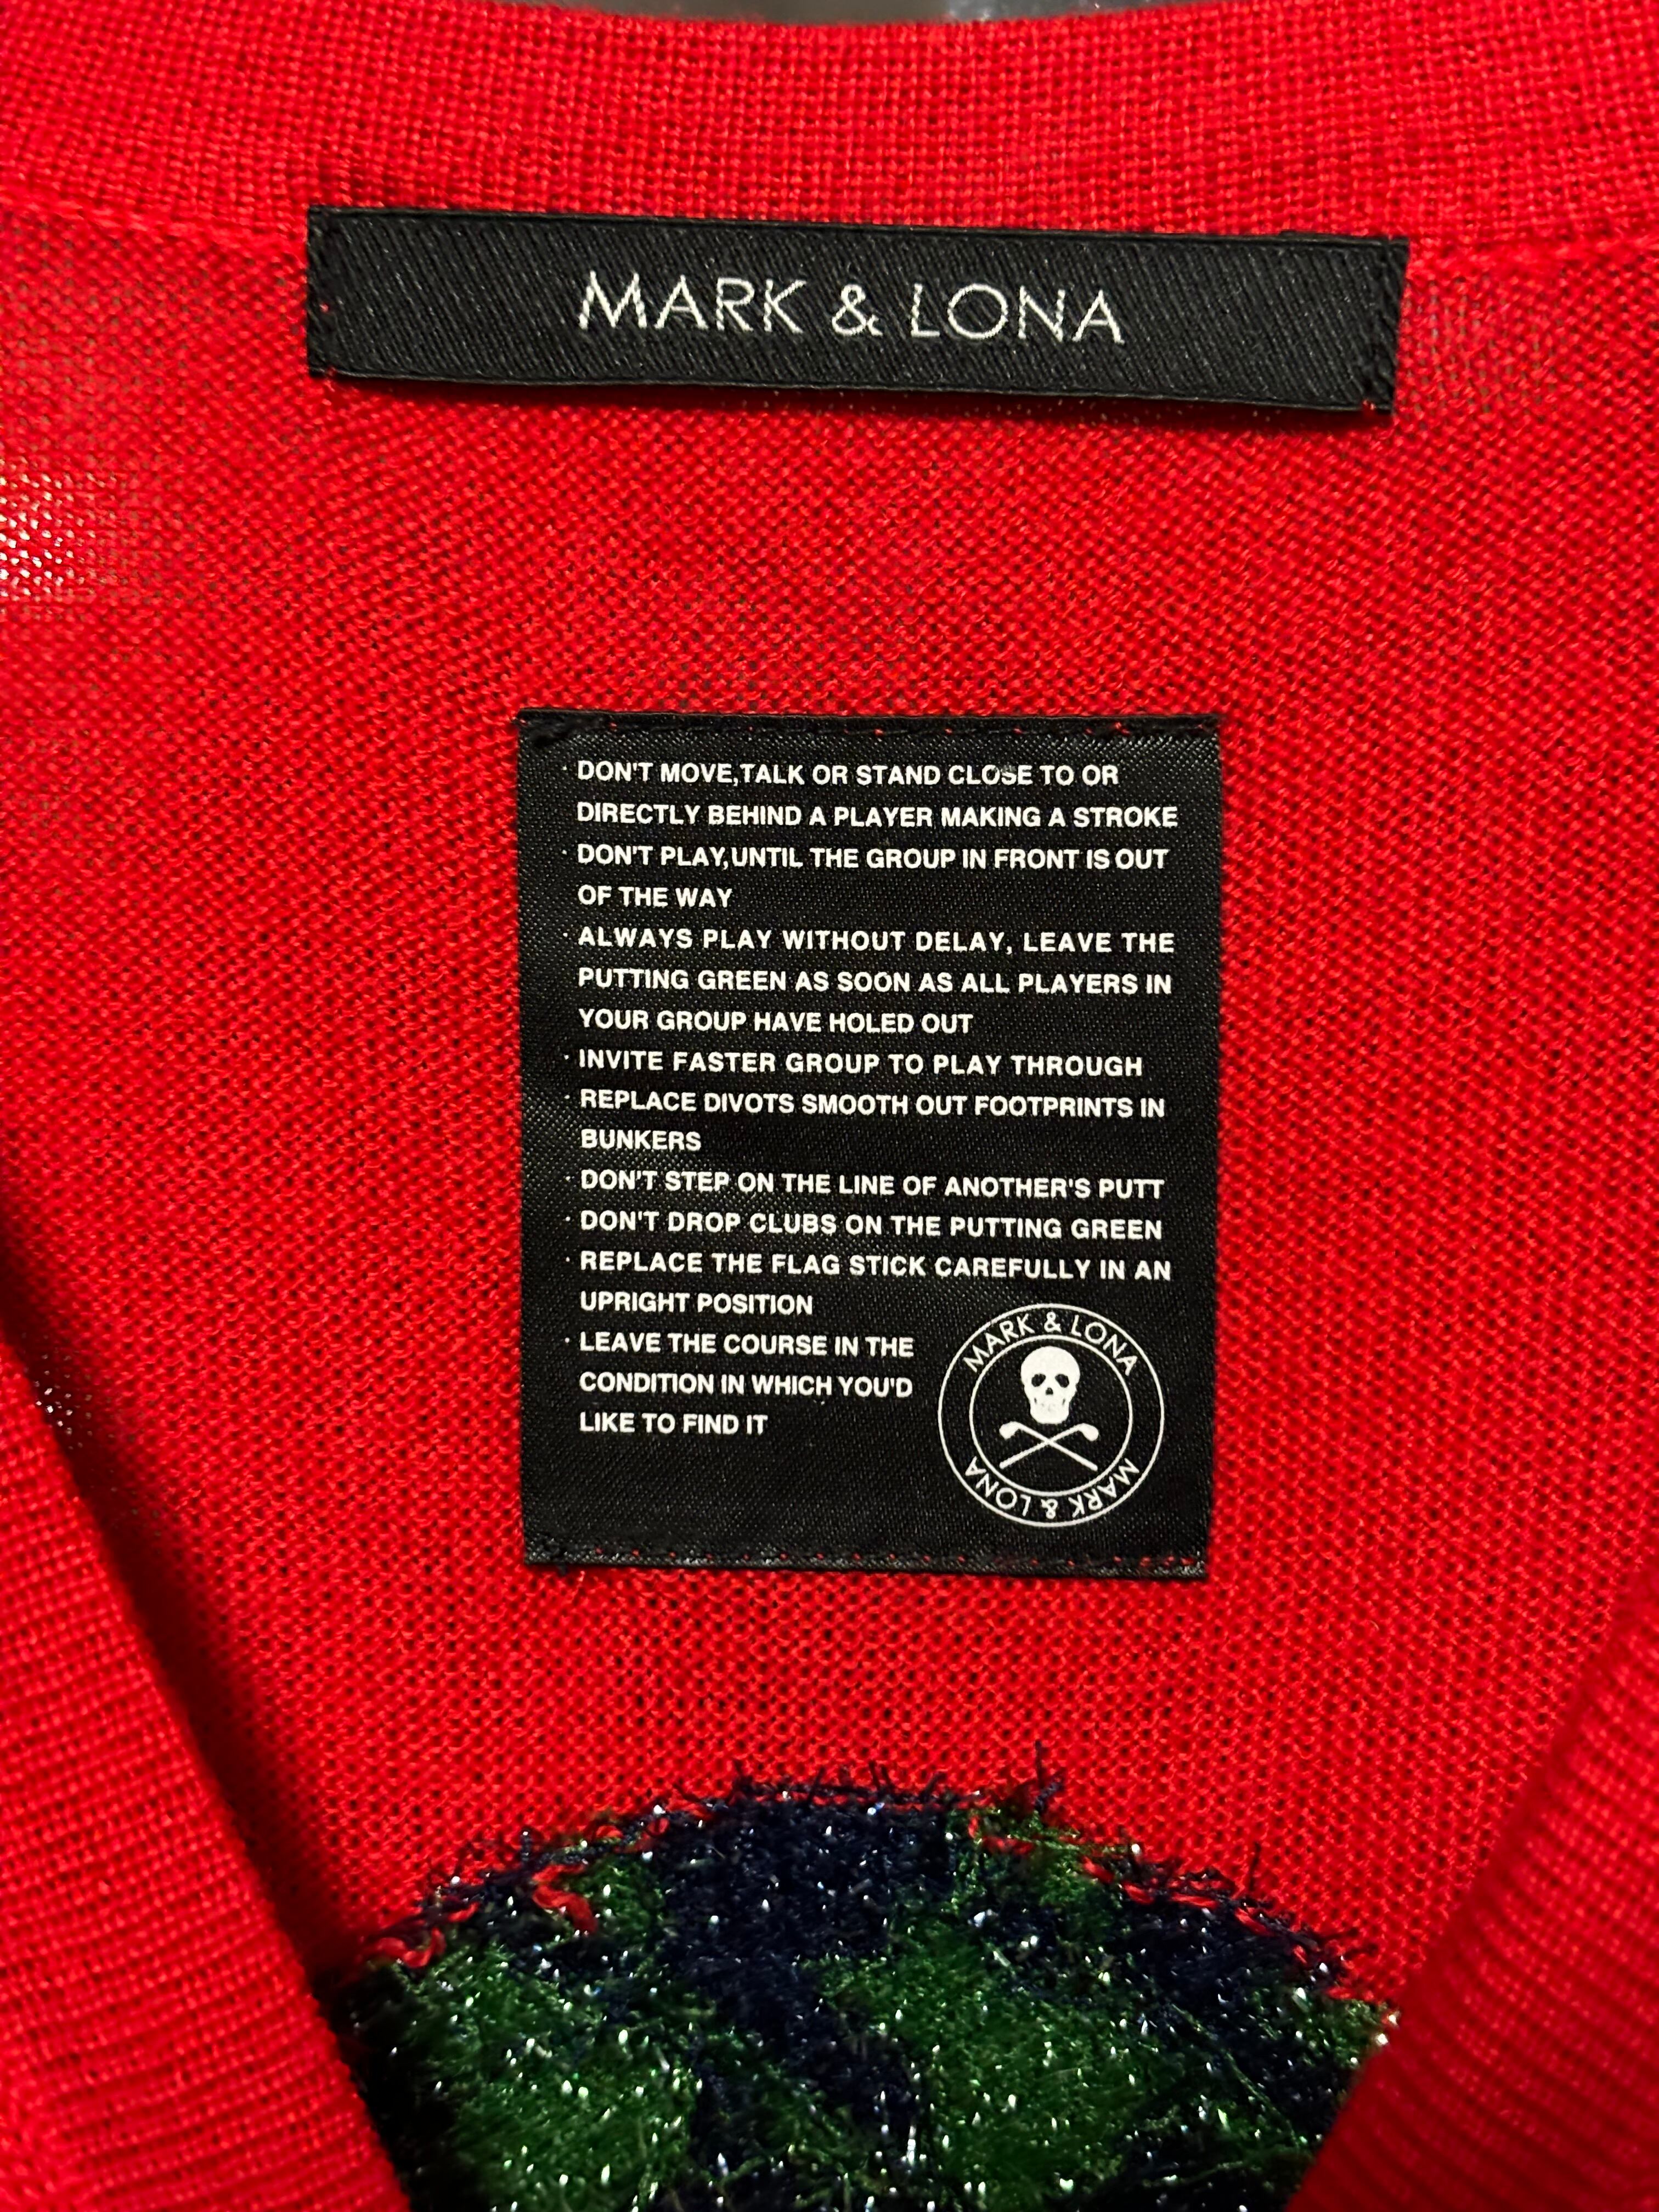 MARK & LONA
· DON'T MOVE,TALK OR STAND CLOSE TO OR
DIRECTLY BEHIND A PLAYER MAKING A STROKE
· DON'T PLAY,UNTIL THE GROUP IN FRONT IS OUT
OF THE WAY
· ALWAYS PLAY WITHOUT DELAY, LEAVE THE
PUTTING GREEN AS SOON AS ALL PLAYERS IN
YOUR GROUP HAVE HOLED OUT
· INVITE FASTER GROUP TO PLAY THROUGH
· REPLACE DIVOTS SMOOTH OUT FOOTPRINTS IN
BUNKERS
· DON'T STEP ON THE LINE OF ANOTHER'S PUTT
· DON'T DROP CLUBS ON THE PUTTING GREEN
· REPLACE THE FLAG STICK CAREFULLY IN AN
UPRIGHT POSITION
· LEAVE THE COURSE IN THE
CONDITION IN WHICH YOU'D
LIKE TO FIND IT
MARK & LONA
MARK & LONA